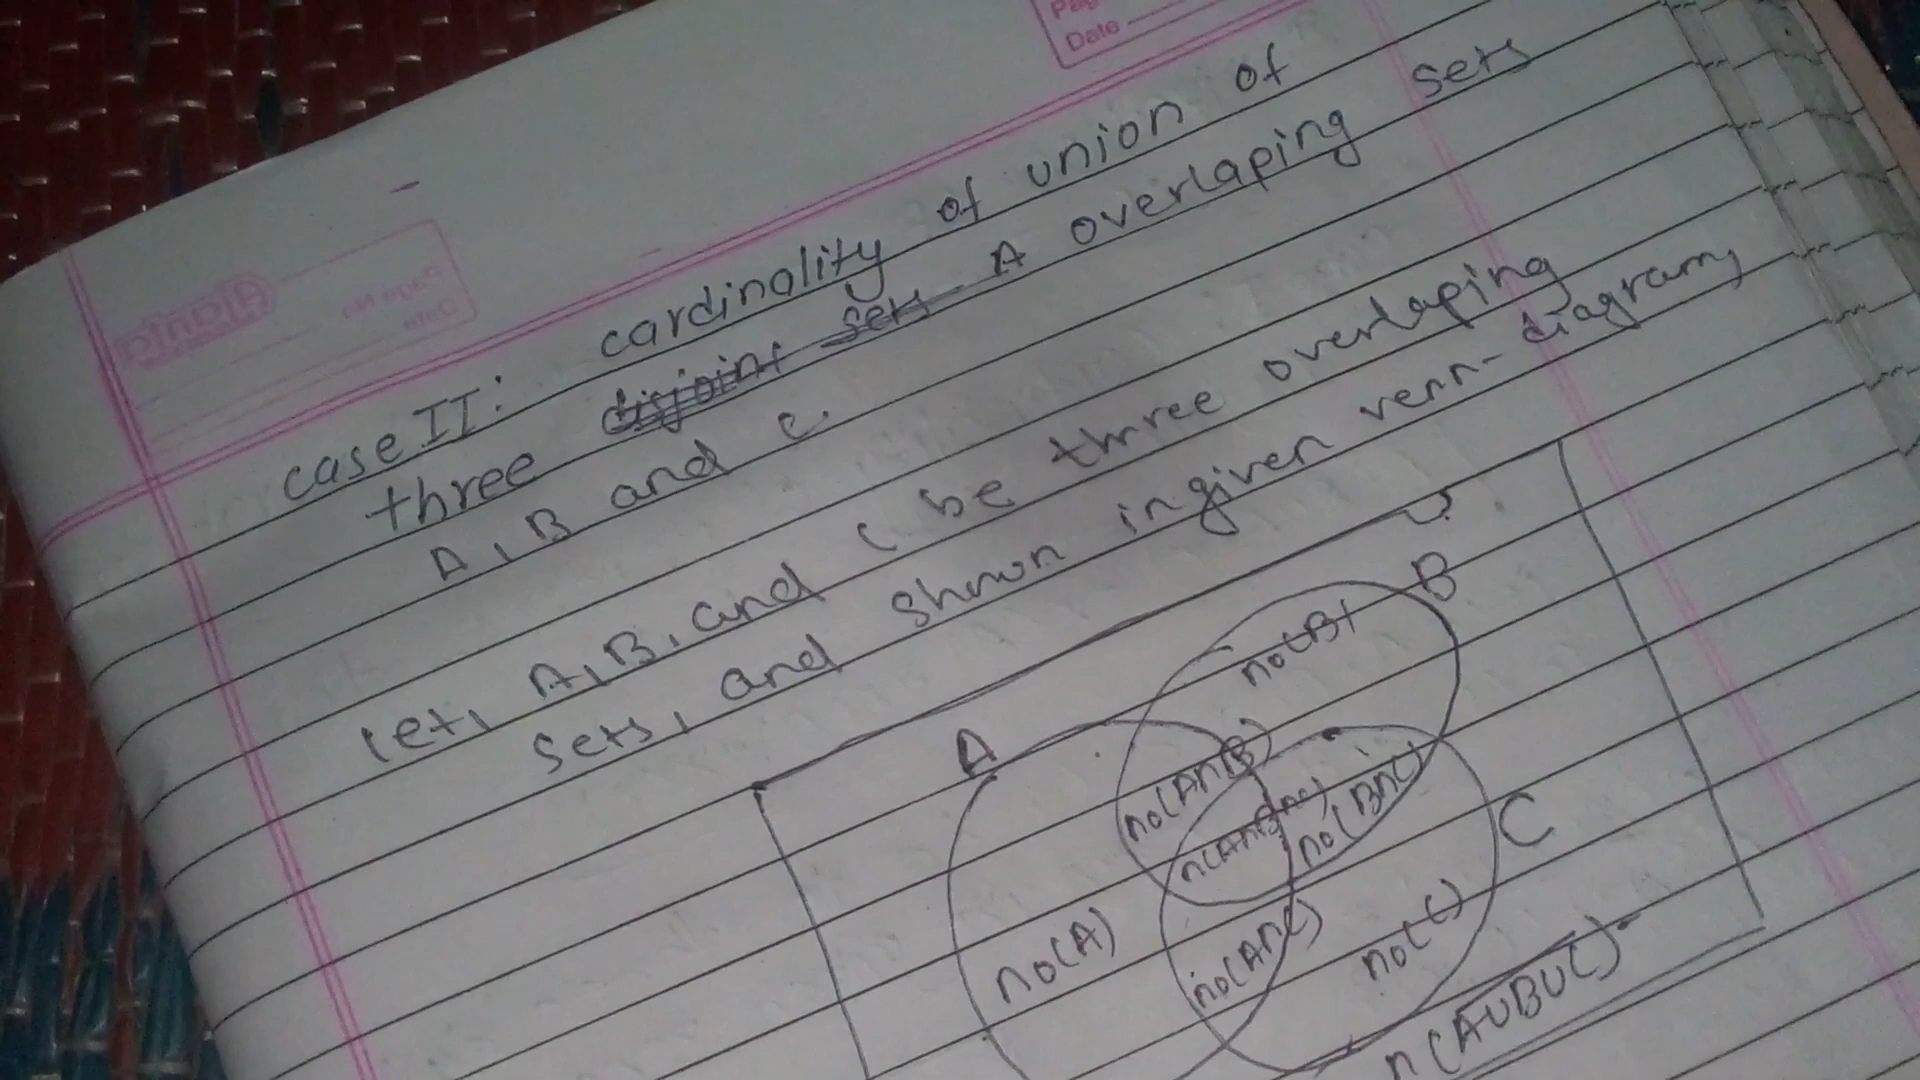 Date
case II: cardinality of union of
three disjoint sets A overlaping sets
A, B and c.
let, A, B, and C be three overlaping
sets, and shown in given venn-diagram,
U
B
no(B)
A
no(A∩B)
n(A∩B∩C)
no(B∩C)
C
no(A)
no(A∩C)
no(C)
n(A∪B∪C)